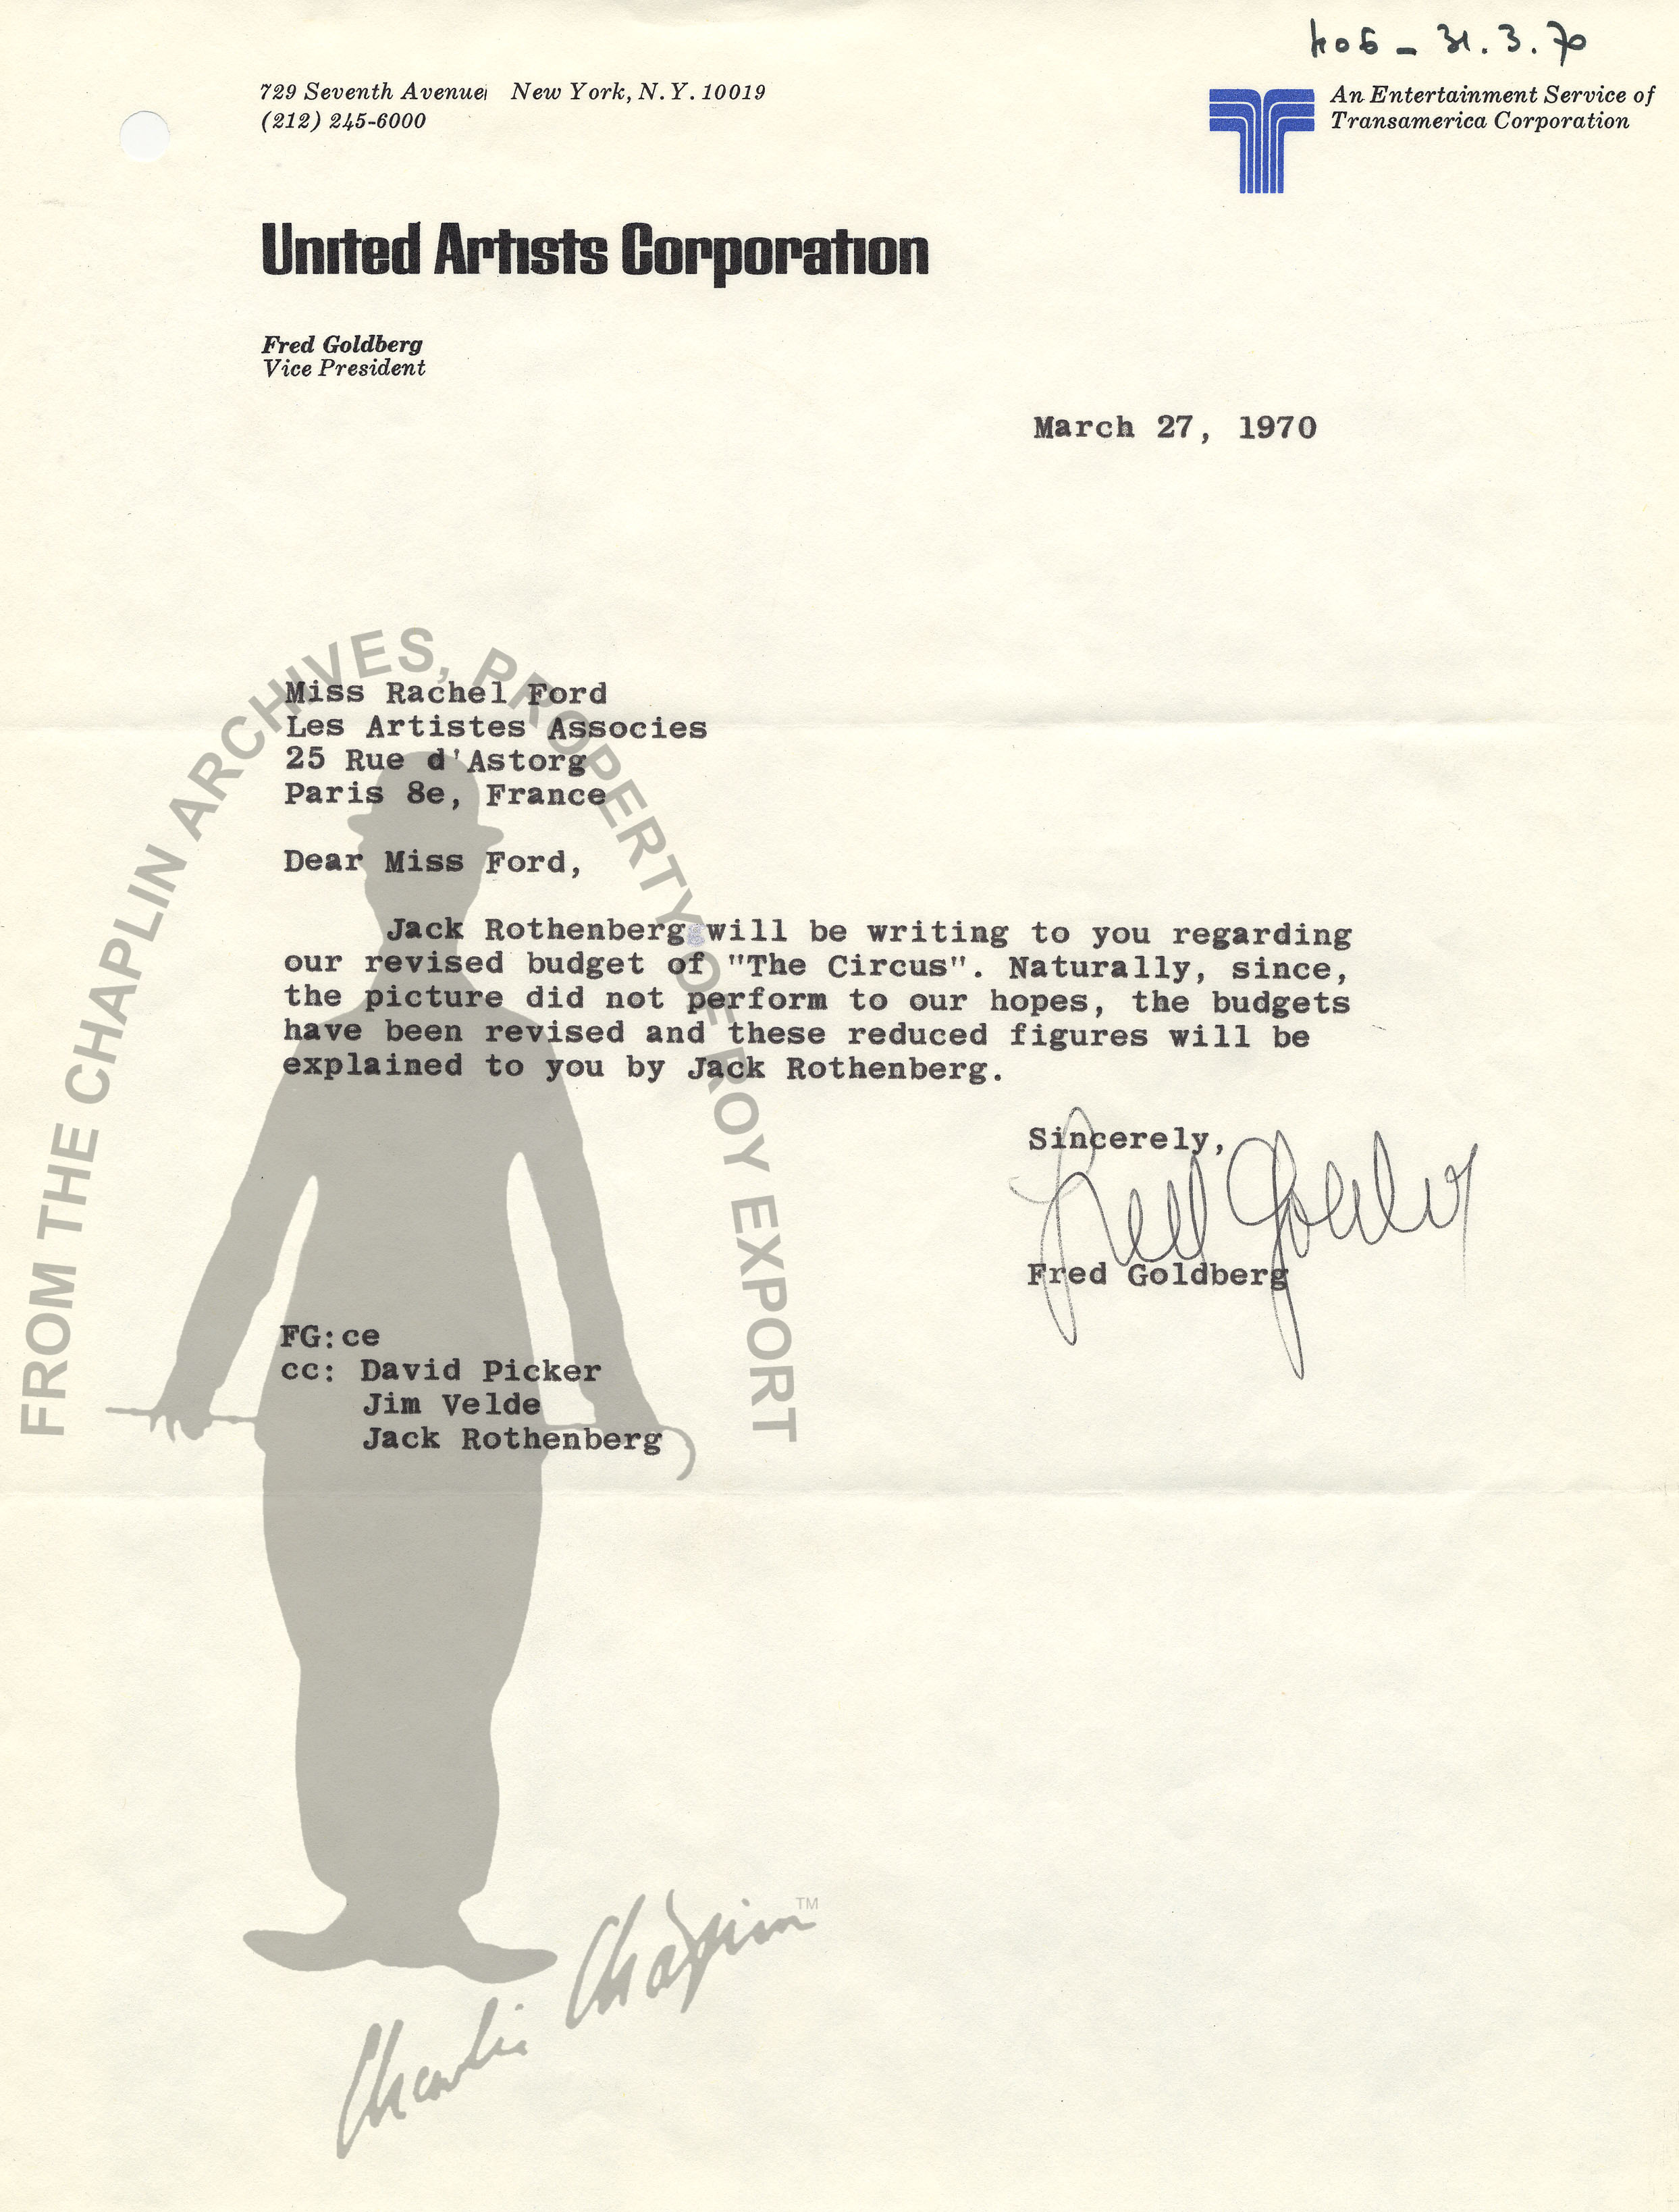 31.3.70
729 Seventh Avenue New York, N.Y. 10019
(212) 245-6000
An Entertainment Service of
Transamerica Corporation
United Artists Corporation
Fred Goldberg
Vice President
March 27, 1970
Miss Rachel Ford
Les Artistes Associes
25 Rue d'Astorg
Paris 8e, France
Dear Miss Ford,
Jack Rothenberg will be writing to you regarding
our revised budget of "The Circus". Naturally, since,
the picture did not perform to our hopes, the budgets
have been revised and these reduced figures will be
explained to you by Jack Rothenberg.
Sincerely,
Fred Goldberg
Fred Goldberg
FG:ce
cc: David Picker
Jim Velde
Jack Rothenberg
FROM THE CHAPLIN ARCHIVES, PROPERTY OF ROY EXPORT
Charlie Chaplin TM